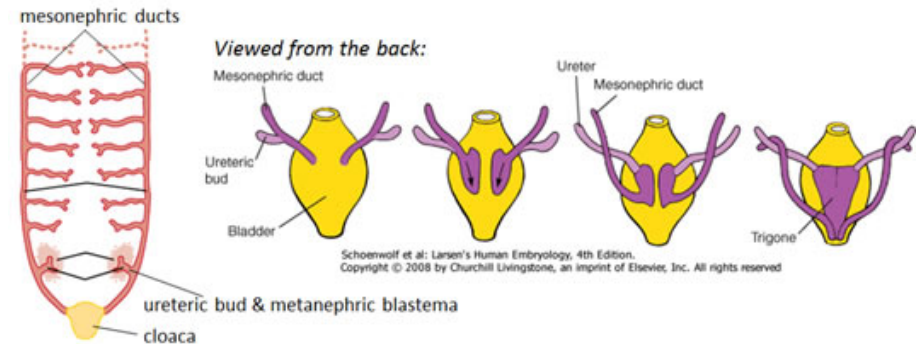 mesonephric ducts
ureteric bud & metanephric blastema
cloaca
Viewed from the back:
Mesonephric duct
Ureteric
bud
Bladder
Ureter
Mesonephric duct
Trigone
Schoenwolf et al: Larsen's Human Embryology, 4th Edition.
Copyright © 2008 by Churchill Livingstone, an imprint of Elsevier, Inc. All rights reserved